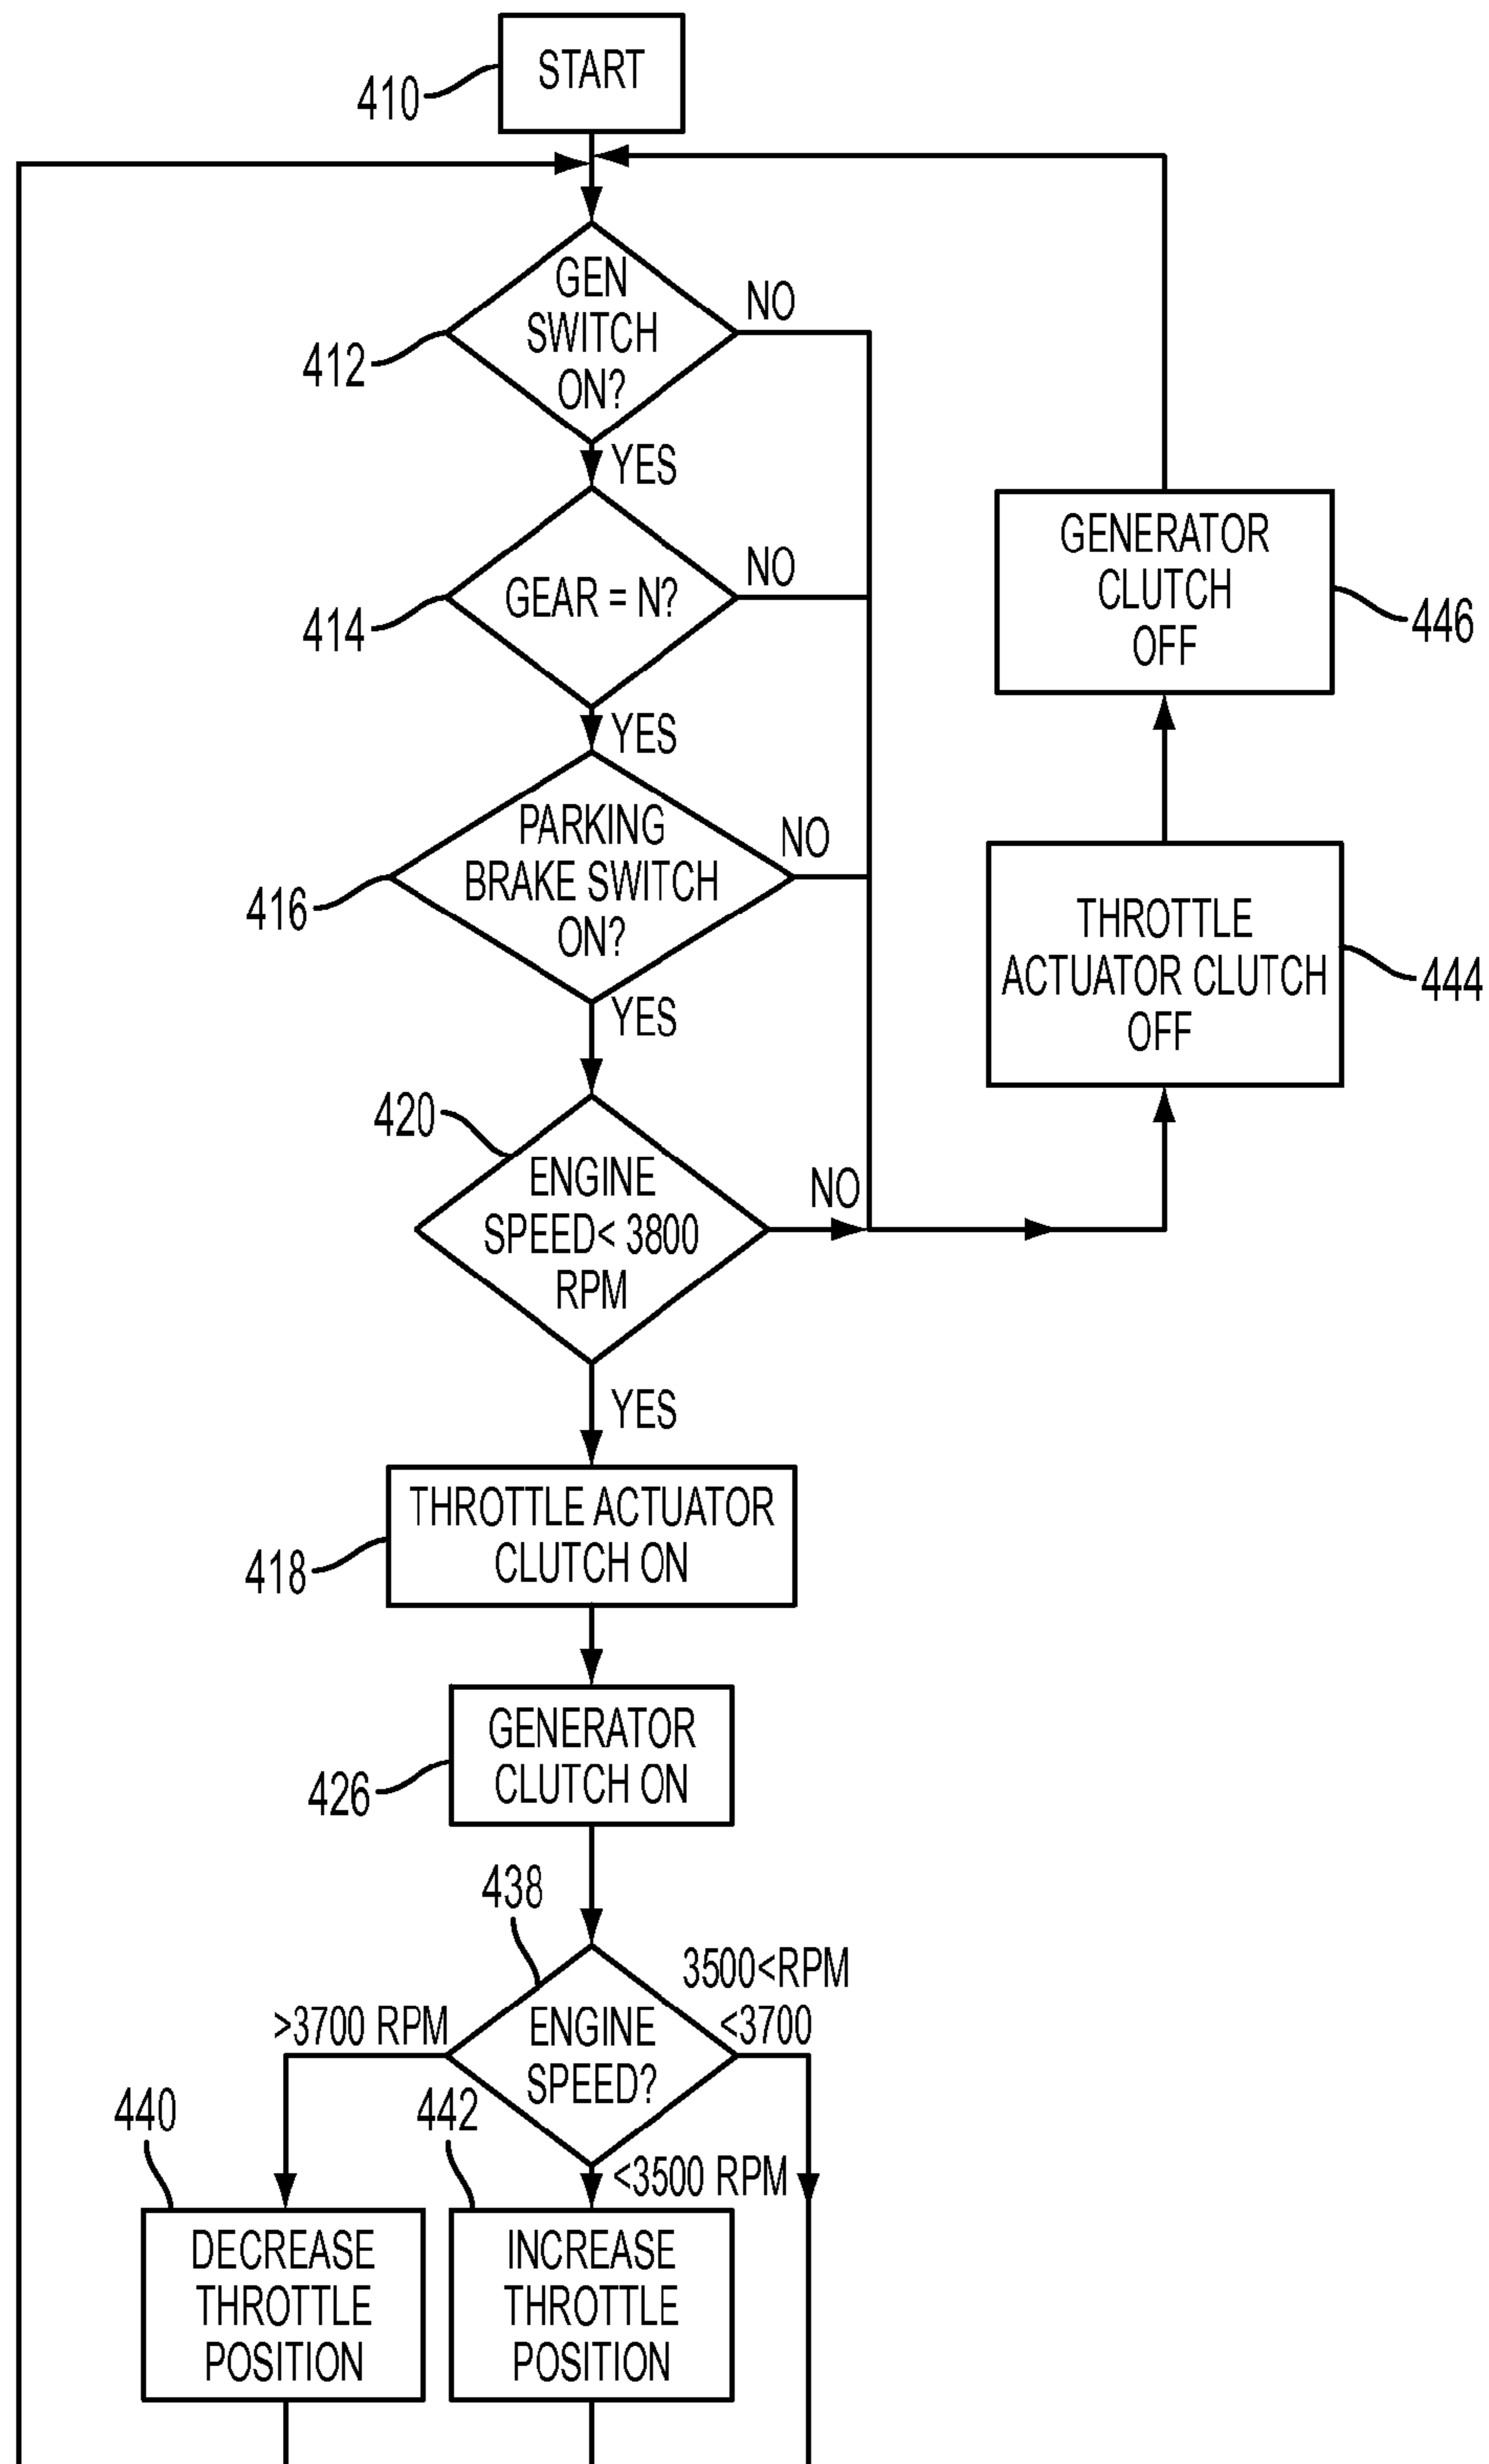 START
410
GEN
SWITCH
ON?
NO
412
YES
GEAR = N?
NO
414
YES
GENERATOR
CLUTCH
OFF
446
PARKING
BRAKE SWITCH
ON?
NO
416
YES
THROTTLE
ACTUATOR CLUTCH
OFF
444
420
ENGINE
SPEED< 3800
RPM
NO
YES
THROTTLE ACTUATOR
CLUTCH ON
418
GENERATOR
CLUTCH ON
426
438
ENGINE
SPEED?
3500<RPM
<3700
>3700 RPM
<3500 RPM
440
442
DECREASE
THROTTLE
POSITION
INCREASE
THROTTLE
POSITION